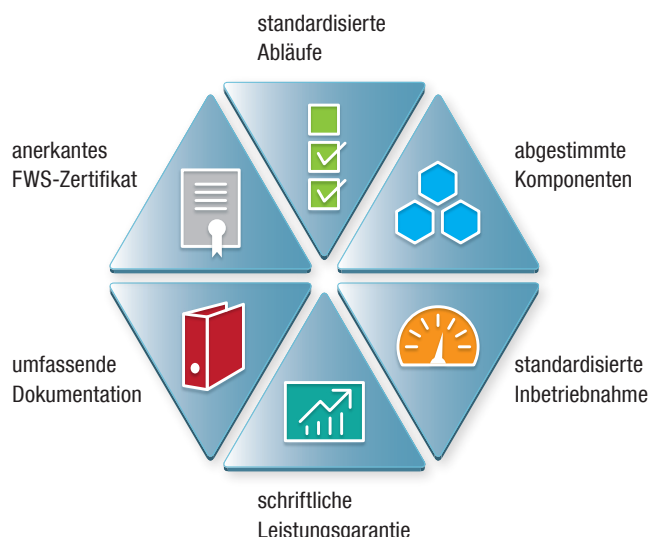 standardisierte
Abläufe
anerkantes
FWS-Zertifikat
abgestimmte
Komponenten
umfassende
Dokumentation
standardisierte
Inbetriebnahme
schriftliche
Leistungsgarantie